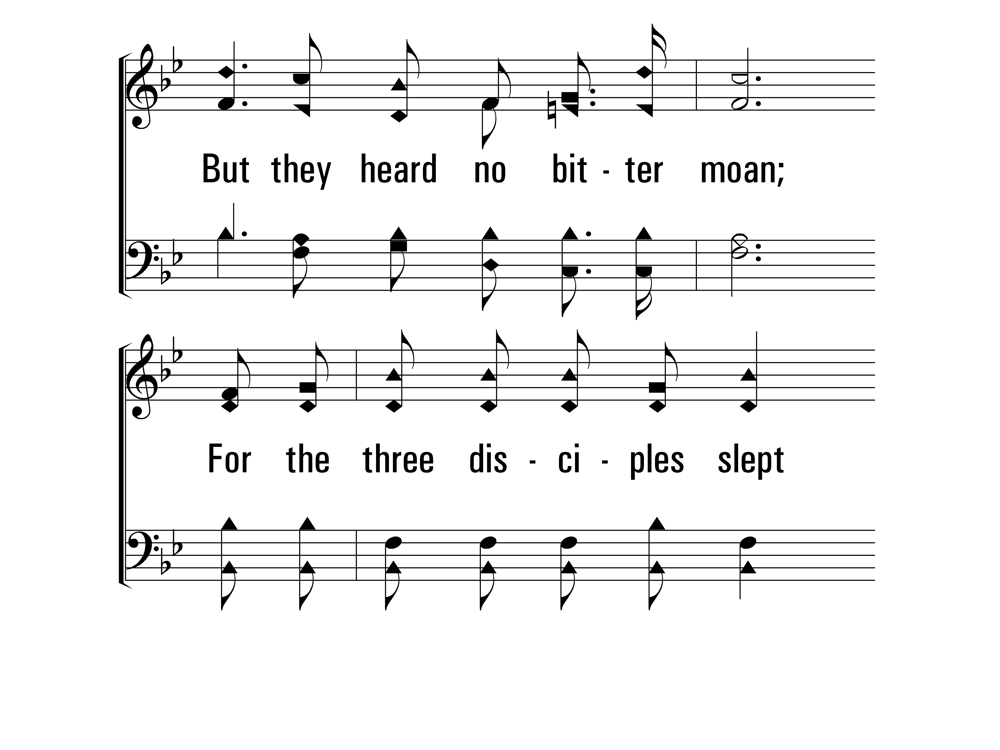 But they heard no bit - ter moan;
For the three dis - ci - ples slept